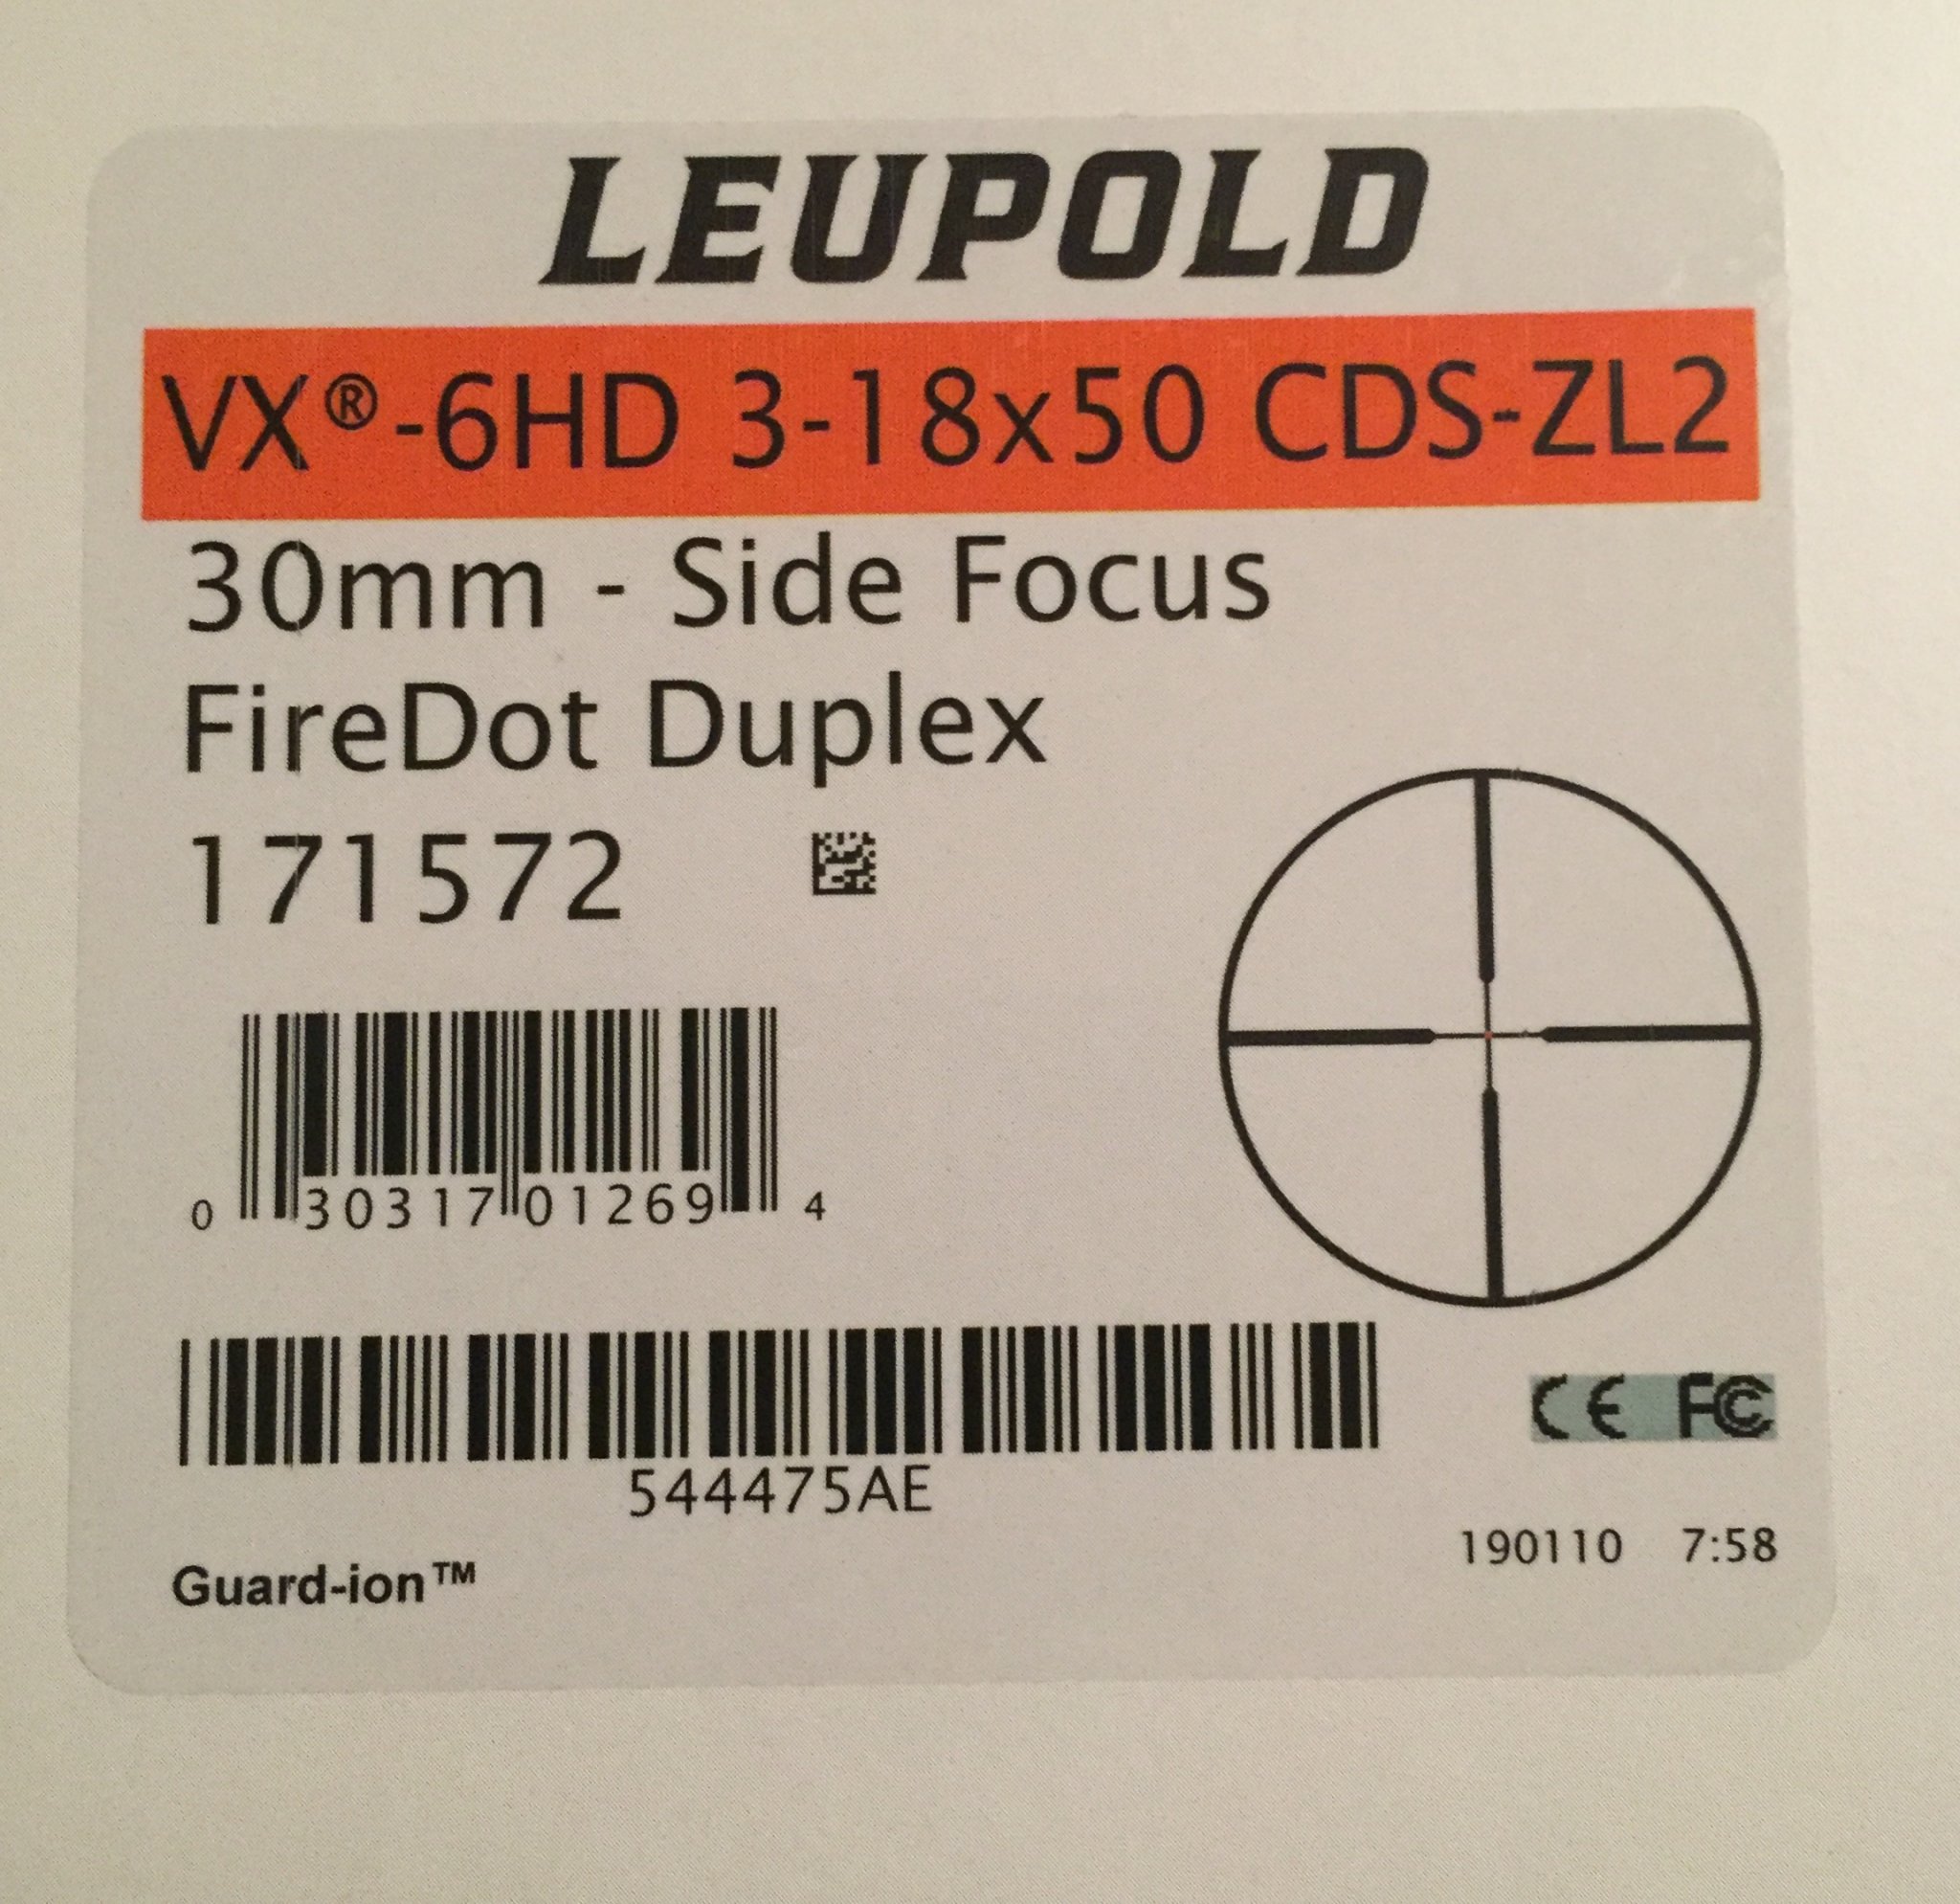 LEUPOLD
VX®-6HD 3-18x50 CDS-ZL2
30mm - Side Focus
FireDot Duplex
171572
0 30317 01269 4
544475AE
CE FC
190110 7:58
Guard-ion™